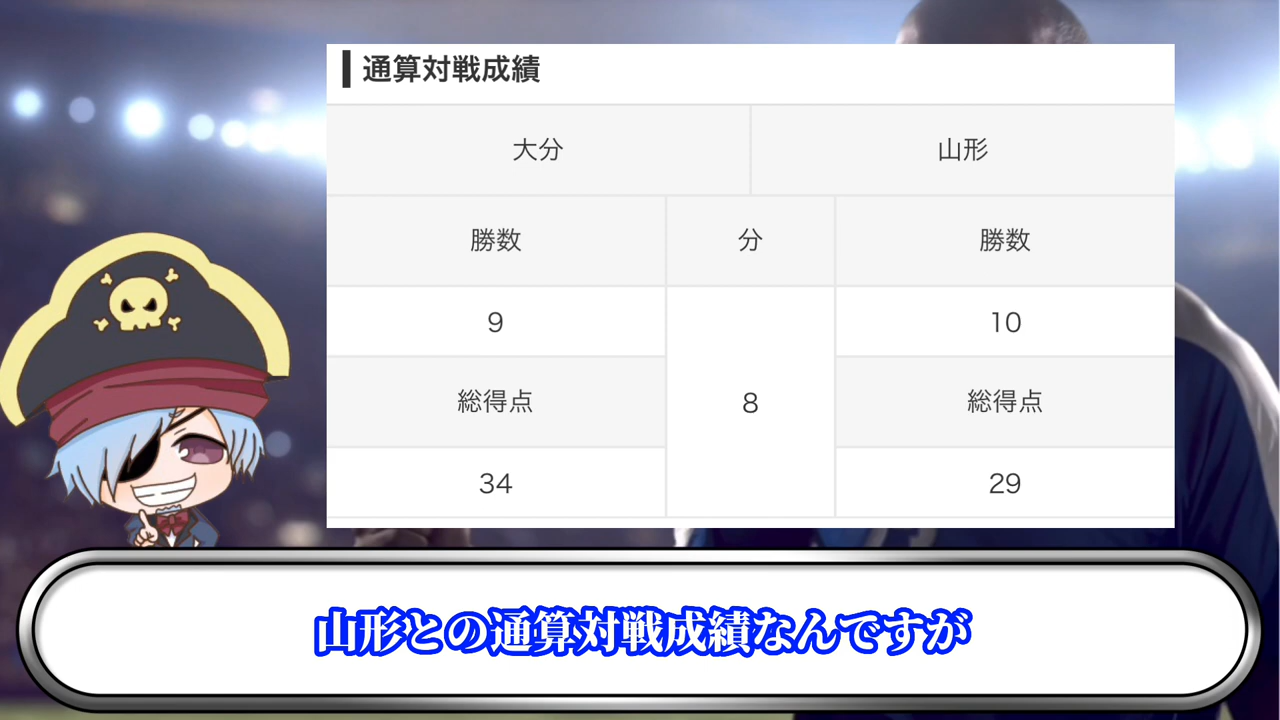 通算対戦成績
大分 山形
勝数 分 勝数
9 10
8
総得点 総得点
34 29
山形との通算対戦成績なんですが